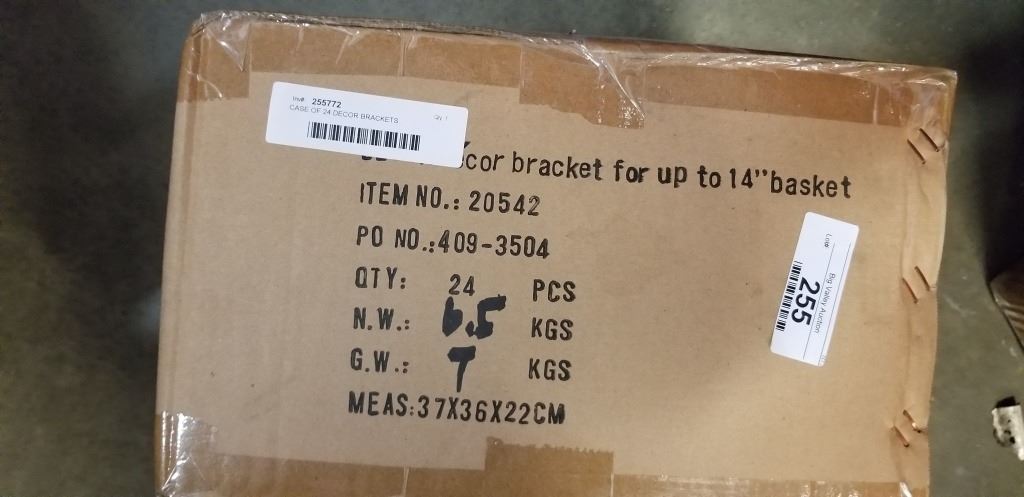 Inv#: 255772 Qty: 1
CASE OF 24 DECOR BRACKETS
cor bracket for up to 14"basket
ITEM NO.: 20542
PO NO.:409-3504
QTY: 24 PCS
N.W.: 6.5 KGS
G.W.: 7 KGS
MEAS:37X36X22CM
Big Valley Auction
Lot#:
255